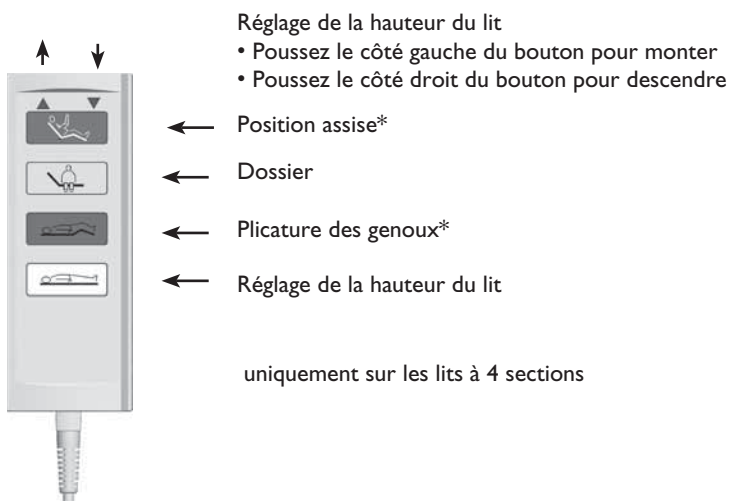 Réglage de la hauteur du lit
• Poussez le côté gauche du bouton pour monter
• Poussez le côté droit du bouton pour descendre
Position assise*
Dossier
Plicature des genoux*
Réglage de la hauteur du lit
uniquement sur les lits à 4 sections